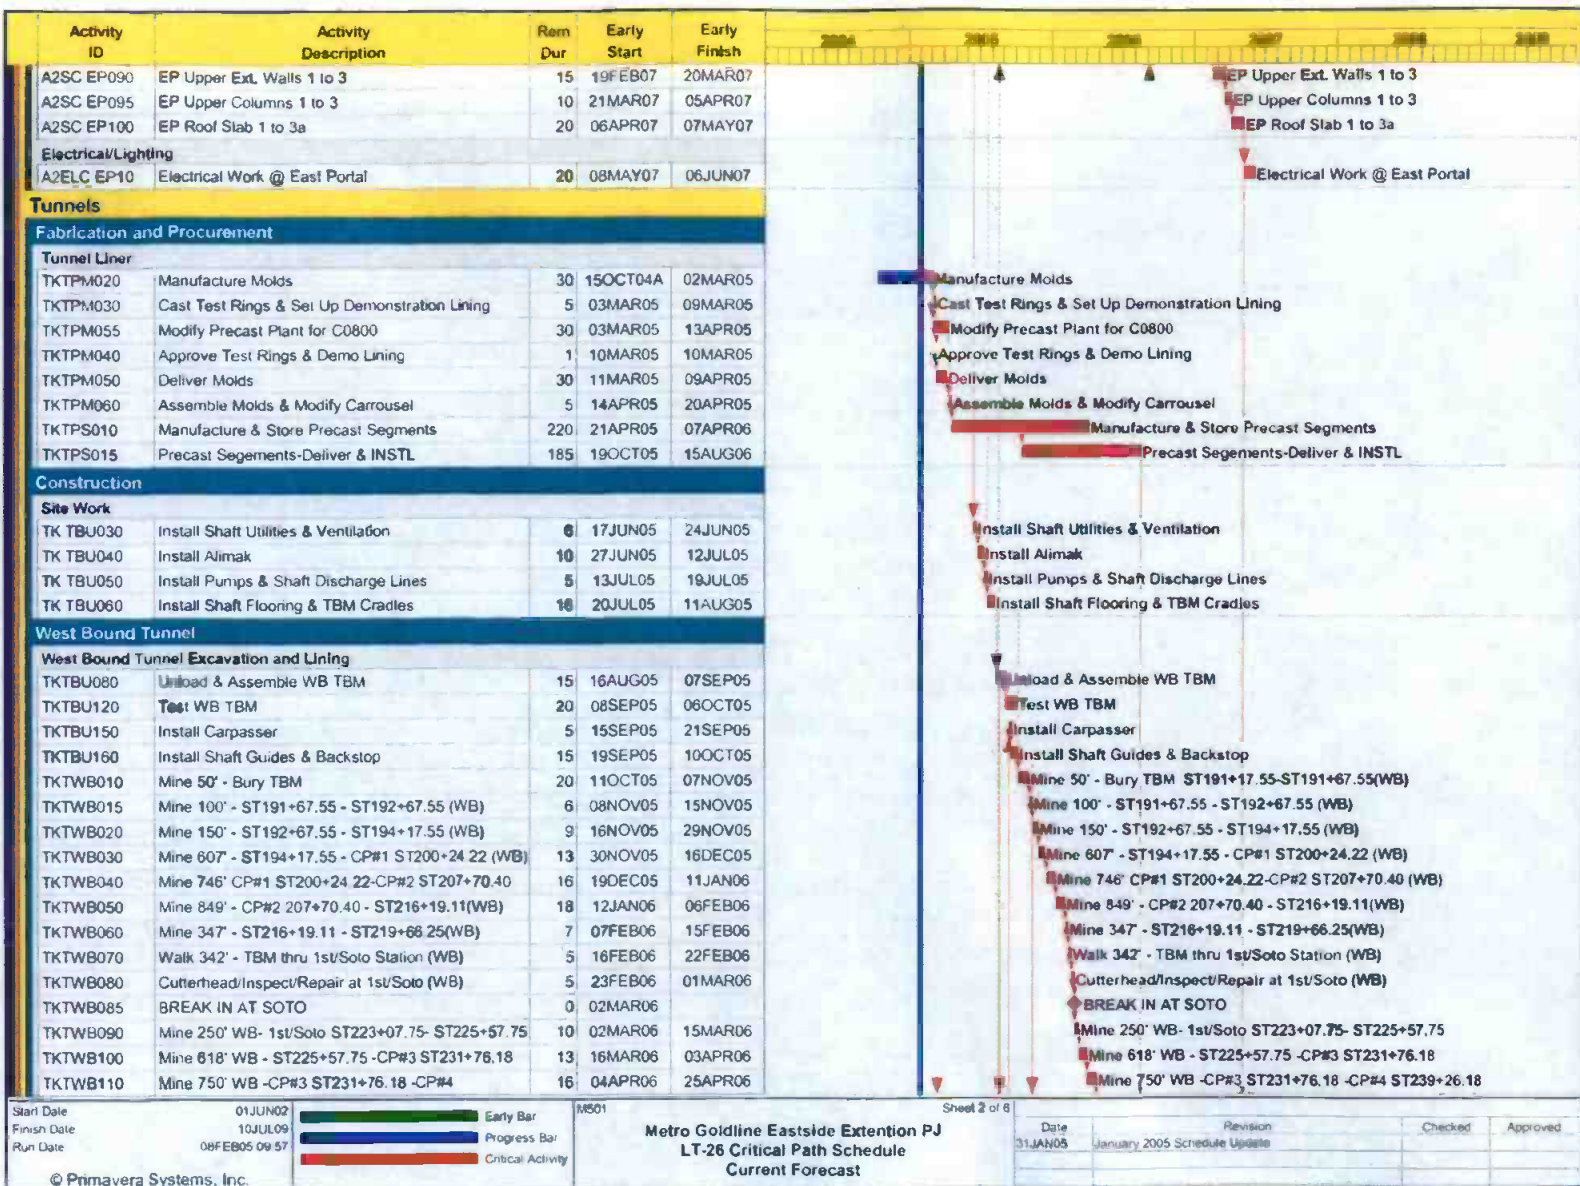 Activity ID Activity Description Rem Dur Early Start Early Finish 2004 2005 2006 2007 2008 2009
A2SC EP090 EP Upper Ext. Walls 1 to 3 15 19FEB07 20MAR07 EP Upper Ext. Walls 1 to 3
A2SC EP095 EP Upper Columns 1 to 3 10 21MAR07 05APR07 EP Upper Columns 1 to 3
A2SC EP100 EP Roof Slab 1 to 3a 20 06APR07 07MAY07 EP Roof Slab 1 to 3a
Electrical/Lighting
A2ELC EP10 Electrical Work @ East Portal 20 08MAY07 06JUN07 Electrical Work @ East Portal
Tunnels
Fabrication and Procurement
Tunnel Liner
TKTPM020 Manufacture Molds 30 15OCT04A 02MAR05 Manufacture Molds
TKTPM030 Cast Test Rings & Set Up Demonstration Lining 5 03MAR05 09MAR05 Cast Test Rings & Set Up Demonstration Lining
TKTPM055 Modify Precast Plant for C0800 30 03MAR05 13APR05 Modify Precast Plant for C0800
TKTPM040 Approve Test Rings & Demo Lining 1 10MAR05 10MAR05 Approve Test Rings & Demo Lining
TKTPM050 Deliver Molds 30 11MAR05 09APR05 Deliver Molds
TKTPM060 Assemble Molds & Modify Carrousel 5 14APR05 20APR05 Assemble Molds & Modify Carrousel
TKTPS010 Manufacture & Store Precast Segments 220 21APR05 07APR06 Manufacture & Store Precast Segments
TKTPS015 Precast Segements-Deliver & INSTL 185 19OCT05 15AUG06 Precast Segements-Deliver & INSTL
Construction
Site Work
TK TBU030 Install Shaft Utilities & Ventilation 6 17JUN05 24JUN05 Install Shaft Utilities & Ventilation
TK TBU040 Install Alimak 10 27JUN05 12JUL05 Install Alimak
TK TBU050 Install Pumps & Shaft Discharge Lines 5 13JUL05 19JUL05 Install Pumps & Shaft Discharge Lines
TK TBU060 Install Shaft Flooring & TBM Cradles 16 20JUL05 11AUG05 Install Shaft Flooring & TBM Cradles
West Bound Tunnel
West Bound Tunnel Excavation and Lining
TKTBU080 Unload & Assemble WB TBM 15 16AUG05 07SEP05 Unload & Assemble WB TBM
TKTBU120 Test WB TBM 20 08SEP05 06OCT05 Test WB TBM
TKTBU150 Install Carpasser 5 15SEP05 21SEP05 Install Carpasser
TKTBU160 Install Shaft Guides & Backstop 15 19SEP05 10OCT05 Install Shaft Guides & Backstop
TKTWB010 Mine 50' - Bury TBM 20 11OCT05 07NOV05 Mine 50' - Bury TBM ST191+17.55-ST191+67.55(WB)
TKTWB015 Mine 100' - ST191+67.55 - ST192+67.55 (WB) 6 08NOV05 15NOV05 Mine 100' - ST191+67.55 - ST192+67.55 (WB)
TKTWB020 Mine 150' - ST192+67.55 - ST194+17.55 (WB) 9 16NOV05 29NOV05 Mine 150' - ST192+67.55 - ST194+17.55 (WB)
TKTWB030 Mine 607' - ST194+17.55 - CP#1 ST200+24.22 (WB) 13 30NOV05 16DEC05 Mine 607' - ST194+17.55 - CP#1 ST200+24.22 (WB)
TKTWB040 Mine 746' CP#1 ST200+24.22-CP#2 ST207+70.40 16 19DEC05 11JAN06 Mine 746' CP#1 ST200+24.22-CP#2 ST207+70.40 (WB)
TKTWB050 Mine 849' - CP#2 207+70.40 - ST216+19.11(WB) 18 12JAN06 06FEB06 Mine 849' - CP#2 207+70.40 - ST216+19.11(WB)
TKTWB060 Mine 347' - ST216+19.11 - ST219+66.25(WB) 7 07FEB06 15FEB06 Mine 347' - ST216+19.11 - ST219+66.25(WB)
TKTWB070 Walk 342' - TBM thru 1st/Soto Station (WB) 5 16FEB06 22FEB06 Walk 342' - TBM thru 1st/Soto Station (WB)
TKTWB080 Cutterhead/Inspect/Repair at 1st/Soto (WB) 5 23FEB06 01MAR06 Cutterhead/Inspect/Repair at 1st/Soto (WB)
TKTWB085 BREAK IN AT SOTO 0 02MAR06 BREAK IN AT SOTO
TKTWB090 Mine 250' WB- 1st/Soto ST223+07.75- ST225+57.75 10 02MAR06 15MAR06 Mine 250' WB- 1st/Soto ST223+07.75- ST225+57.75
TKTWB100 Mine 618' WB - ST225+57.75 -CP#3 ST231+76.18 13 16MAR06 03APR06 Mine 618' WB - ST225+57.75 -CP#3 ST231+76.18
TKTWB110 Mine 750' WB -CP#3 ST231+76.18 -CP#4 16 04APR06 25APR06 Mine 750' WB -CP#3 ST231+76.18 -CP#4 ST239+26.18
Start Date 01JUN02
Finish Date 10JUL09
Run Date 08FEB05 09:57
© Primavera Systems, Inc.
Early Bar
Progress Bar
Critical Activity
M501
Sheet 2 of 6
Metro Goldline Eastside Extention PJ
LT-26 Critical Path Schedule
Current Forecast
Date Revision Checked Approved
31JAN05 January 2005 Schedule Update